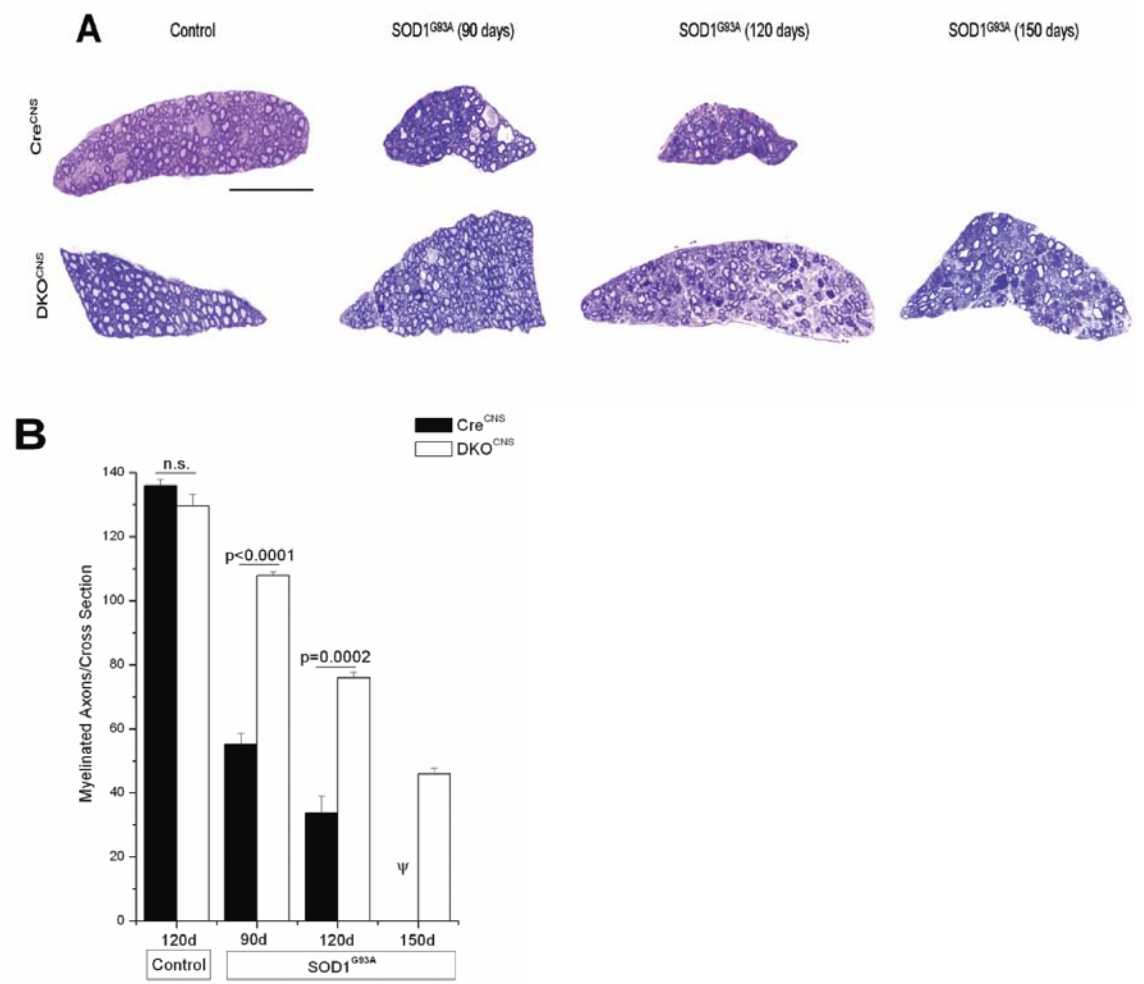 A
Control
SOD1G93A (90 days)
SOD1G93A (120 days)
SOD1G93A (150 days)
CreCNS
DKOCNS
B
CreCNS
DKOCNS
Myelinated Axons/Cross Section
140
120
100
80
60
40
20
0
n.s.
p<0.0001
p=0.0002
ψ
120d
90d
120d
150d
Control
SOD1G93A